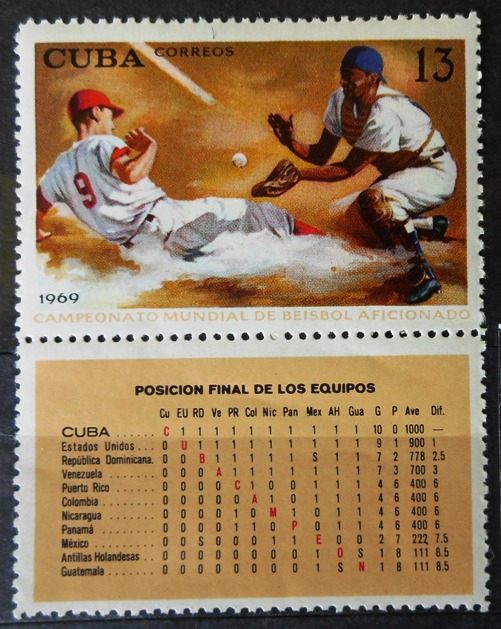 CUBA CORREOS 13
9
1969
CAMPEONATO MUNDIAL DE BEISBOL AFICIONADO
POSICION FINAL DE LOS EQUIPOS
Cu EU RD Ve PR Col Nic Pan Mex AH Gua G P Ave Dif.
CUBA ...... C 1 1 1 1 1 1 1 1 1 1 10 0 1000 —
Estados Unidos .... 0 U 1 1 1 1 1 1 1 1 1 9 1 900 1
República Dominicana. 0 0 B 1 1 1 1 1 S 1 1 7 2 778 2.5
Venezuela ..... 0 0 0 A 1 1 1 1 1 1 1 7 3 700 3
Puerto Rico .... 0 0 0 0 C 1 0 0 1 1 1 4 6 400 6
Colombia ..... 0 0 0 0 0 A 1 0 1 1 1 4 6 400 6
Nicaragua ..... 0 0 0 0 1 0 M 1 0 1 1 4 6 400 6
Panamá ..... 0 0 0 0 1 1 0 P 0 1 1 4 6 400 6
México ...... 0 0 S 0 0 0 1 1 E 0 0 2 7 222 7.5
Antillas Holandesas .. 0 0 0 0 0 0 0 0 1 O S 1 8 111 8.5
Guatemala ..... 0 0 0 0 0 0 0 0 1 S N 1 8 111 8.5